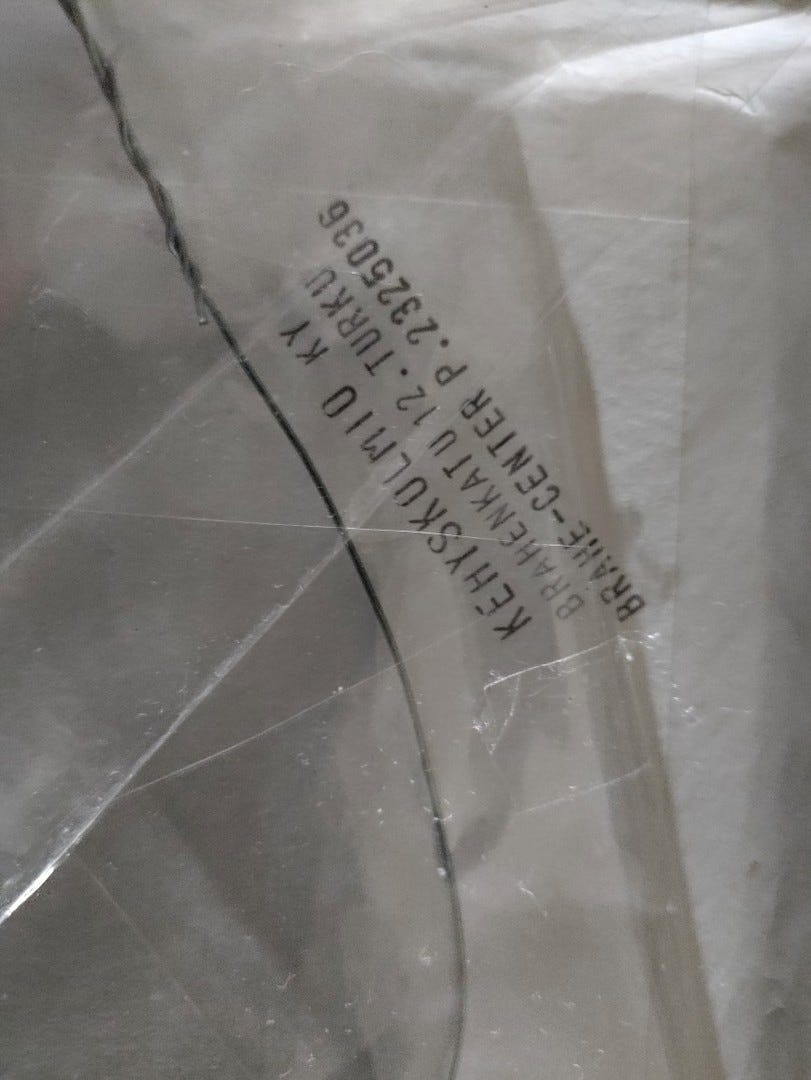 KEHYSKULMIO KY
BRAHENKATU 12. TURKU
BRAHE-CENTER P.2325036